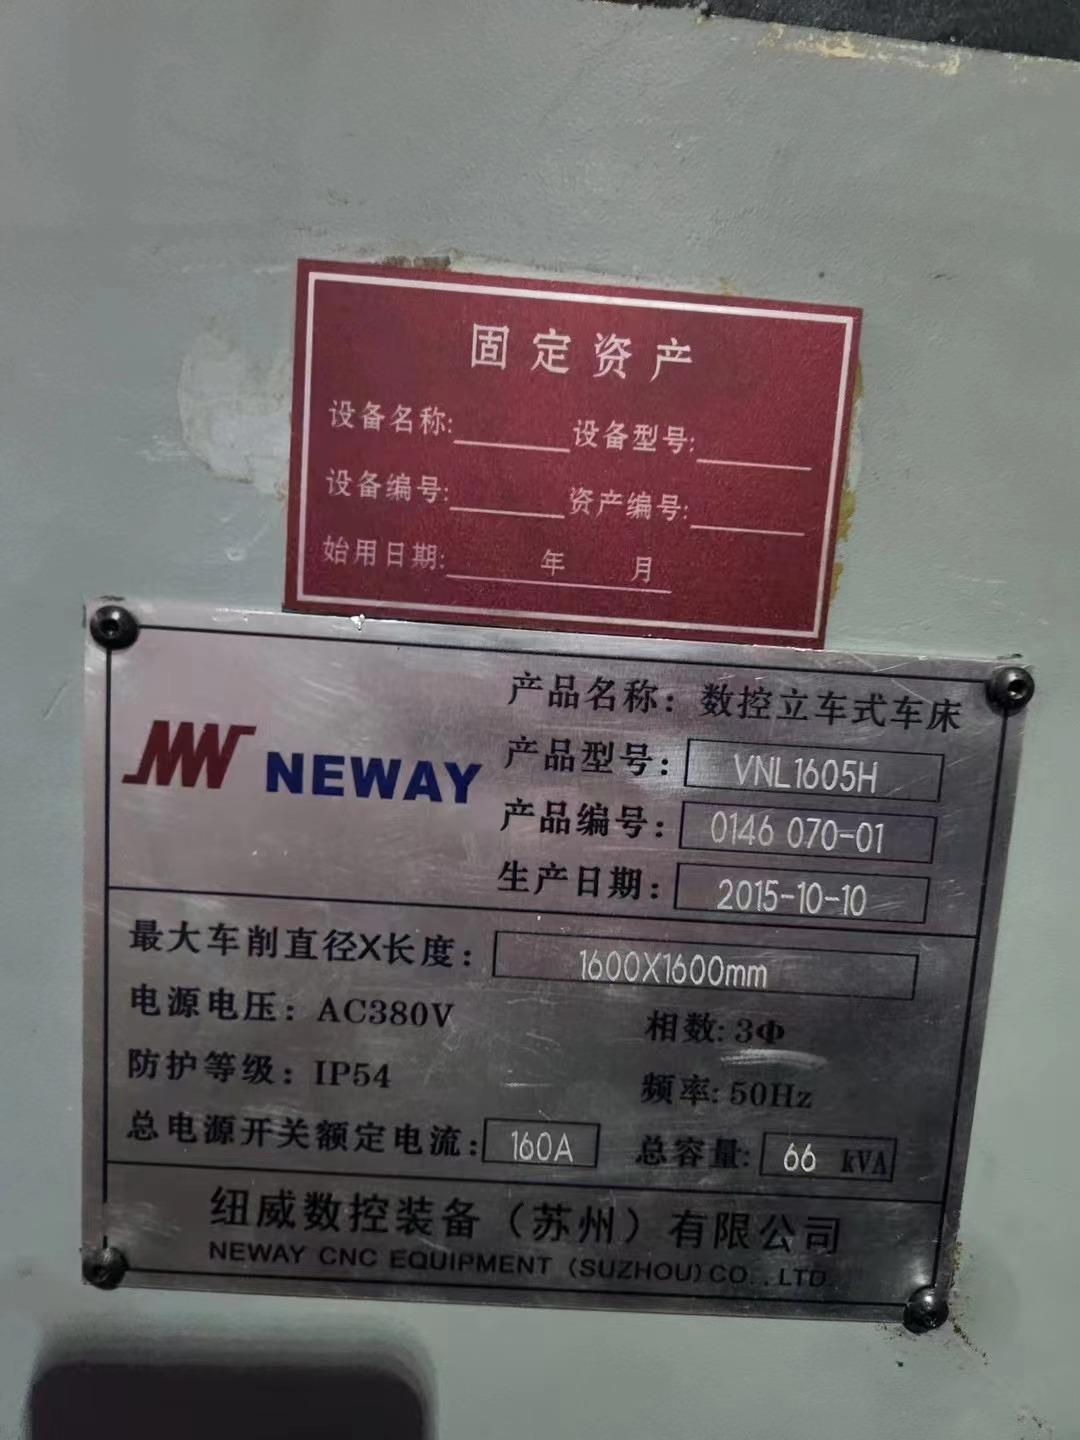 固定资产
设备名称: 设备型号:
设备编号: 资产编号:
始用日期: 年 月
NEWAY
产品名称：数控立车式车床
产品型号：VNL1605H
产品编号：0146 070-01
生产日期：2015-10-10
最大车削直径X长度：1600X1600mm
电源电压：AC380V 相数: 3Φ
防护等级：IP54 频率: 50Hz
总电源开关额定电流: 160A 总容量: 66 kVA
纽威数控装备（苏州）有限公司
NEWAY CNC EQUIPMENT (SUZHOU) CO., LTD.